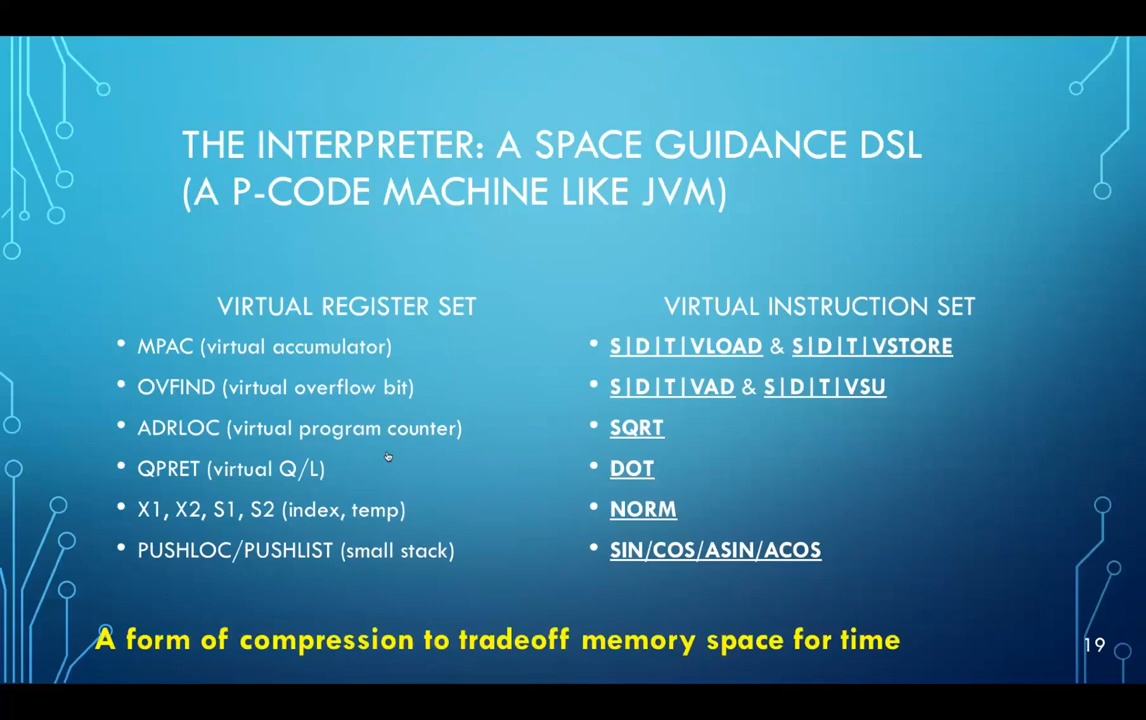 THE INTERPRETER: A SPACE GUIDANCE DSL
(A P-CODE MACHINE LIKE JVM)
VIRTUAL REGISTER SET
• MPAC (virtual accumulator)
• OVFIND (virtual overflow bit)
• ADRLOC (virtual program counter)
• QPRET (virtual Q/L)
• X1, X2, S1, S2 (index, temp)
• PUSHLOC/PUSHLIST (small stack)
VIRTUAL INSTRUCTION SET
• S|D|T|VLOAD & S|D|T|VSTORE
• S|D|T|VAD & S|D|T|VSU
• SQRT
• DOT
• NORM
• SIN/COS/ASIN/ACOS
A form of compression to tradeoff memory space for time
19